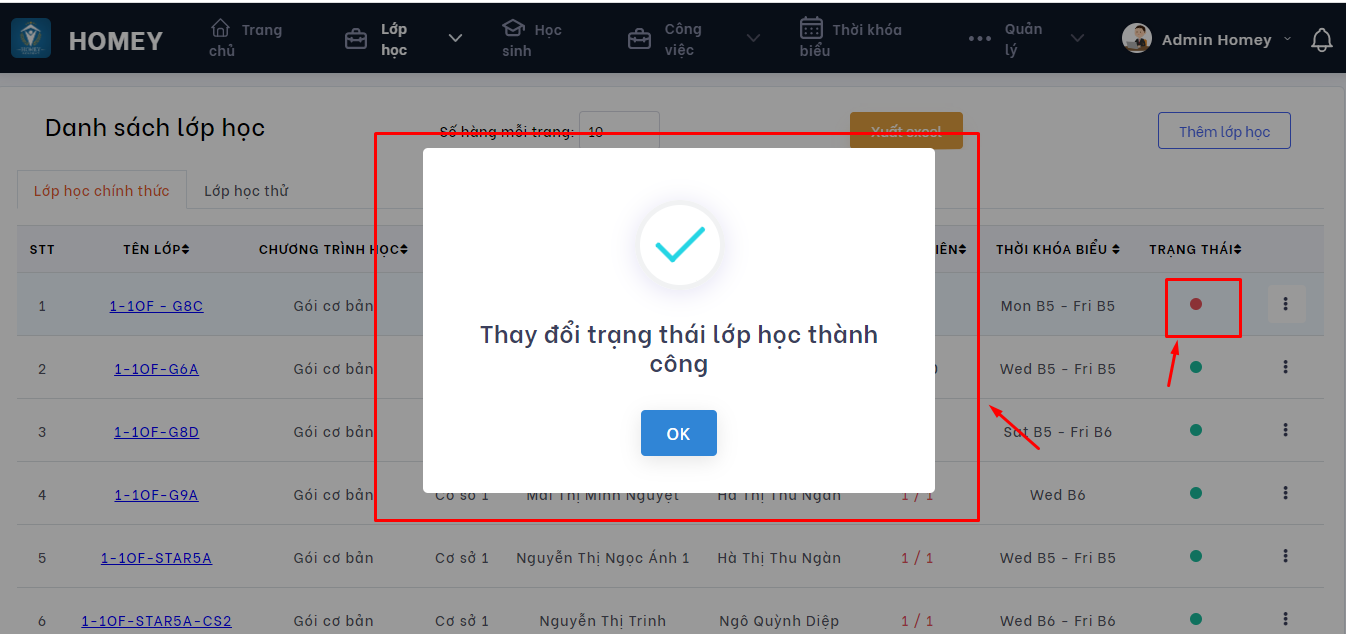 HOMEY
HOMEY
Trang chủ
Lớp học
Học sinh
Công việc
Thời khóa biểu
Quản lý
Admin Homey
Danh sách lớp học
Số hàng mỗi trang:
10
Xuất excel
Thêm lớp học
Lớp học chính thức
Lớp học thử
STT TÊN LỚP CHƯƠNG TRÌNH HỌC IÊN THỜI KHÓA BIỂU TRẠNG THÁI
1 1-1OF - G8C Gói cơ bản Mon B5 - Fri B5
2 1-1OF-G6A Gói cơ bản Wed B5 - Fri B5
3 1-1OF-G8D Gói cơ bản Sat B5 - Fri B6
4 1-1OF-G9A Gói cơ bản Cơ sở 1 Mai Thị Minh Nguyệt Hà Thị Thu Ngàn 1 / 1 Wed B6
5 1-1OF-STAR5A Gói cơ bản Cơ sở 1 Nguyễn Thị Ngọc Ánh 1 Hà Thị Thu Ngàn 1 / 1 Wed B5 - Fri B5
6 1-1OF-STAR5A-CS2 Gói cơ bản Cơ sở 1 Nguyễn Thị Trinh Ngô Quỳnh Diệp 1 / 1 Wed B6 - Fri B6
Thay đổi trạng thái lớp học thành
công
OK